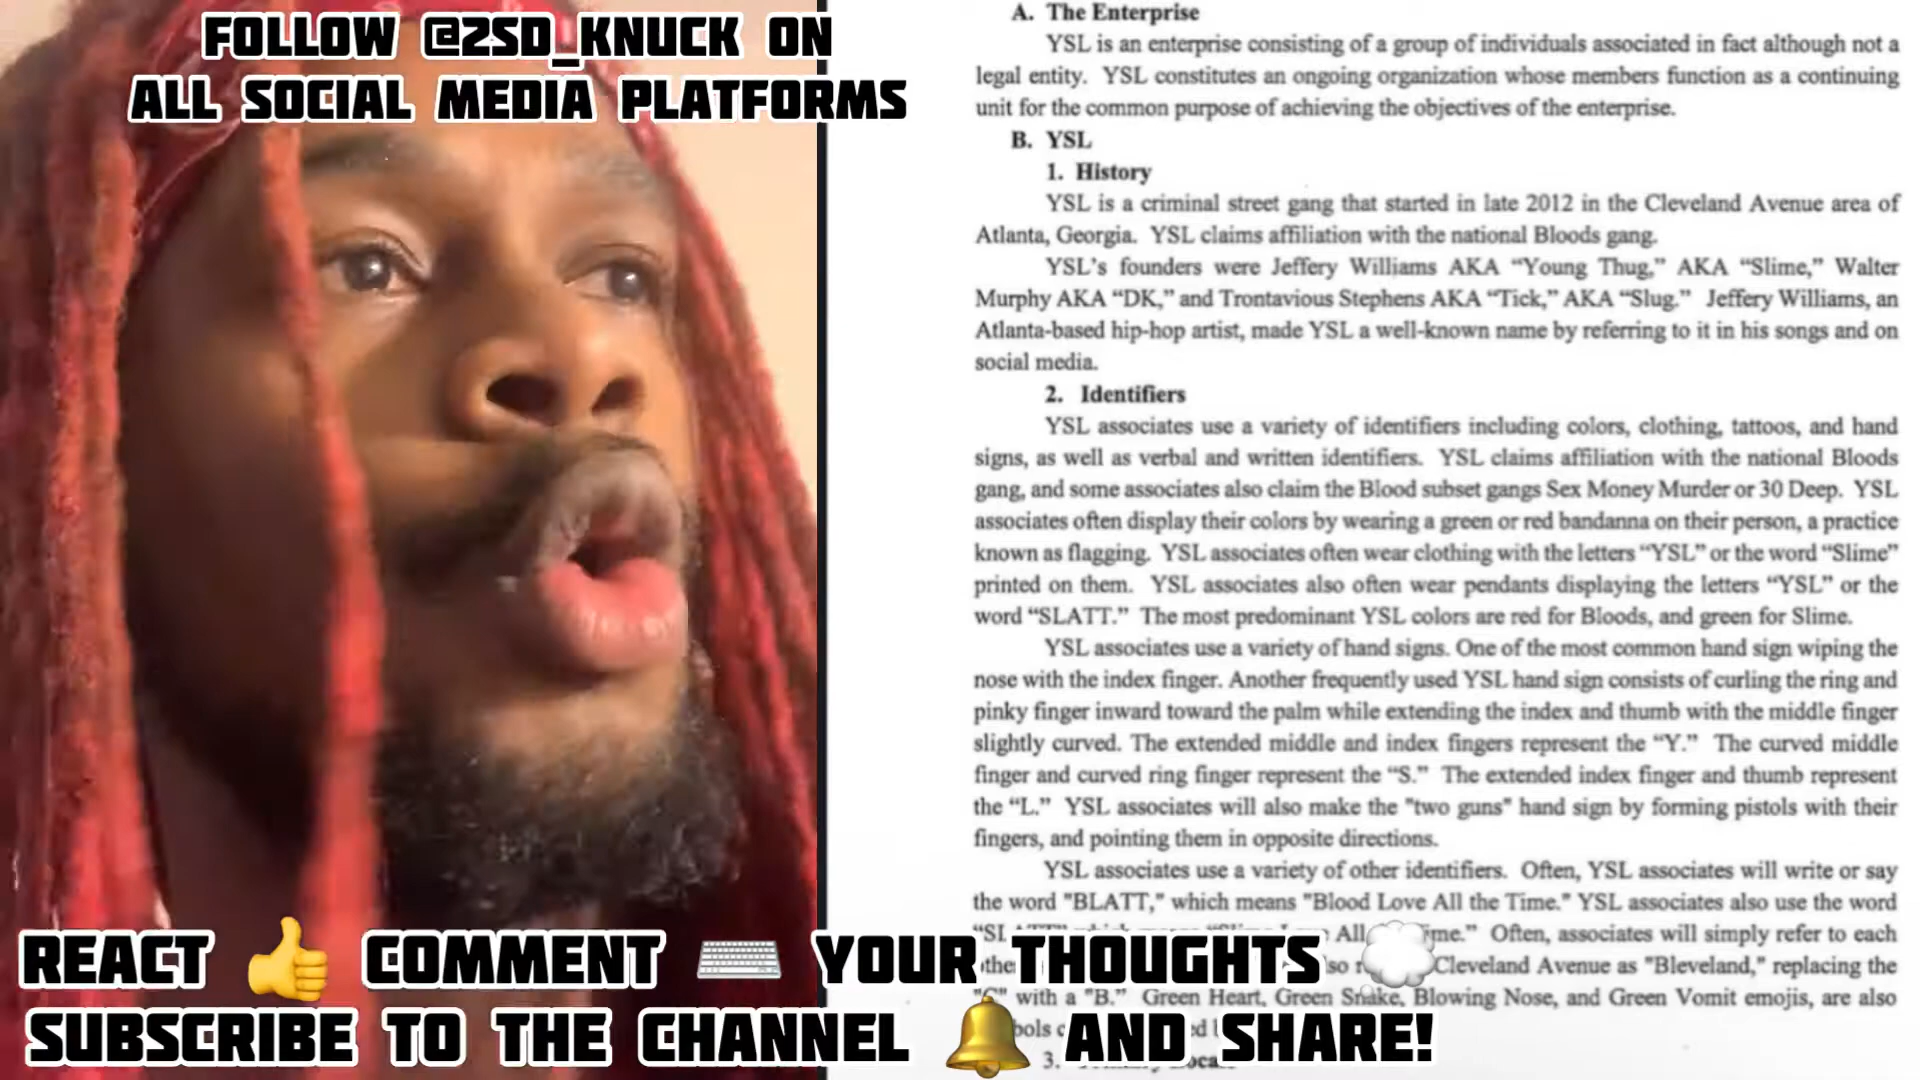 FOLLOW @2SD_KNUCK ON
ALL SOCIAL MEDIA PLATFORMS
A. The Enterprise
YSL is an enterprise consisting of a group of individuals associated in fact although not a
legal entity. YSL constitutes an ongoing organization whose members function as a continuing
unit for the common purpose of achieving the objectives of the enterprise.
B. YSL
1. History
YSL is a criminal street gang that started in late 2012 in the Cleveland Avenue area of
Atlanta, Georgia. YSL claims affiliation with the national Bloods gang.
YSL's founders were Jeffery Williams AKA “Young Thug,” AKA “Slime,” Walter
Murphy AKA “DK,” and Trontavious Stephens AKA “Tick,” AKA “Slug.” Jeffery Williams, an
Atlanta-based hip-hop artist, made YSL a well-known name by referring to it in his songs and on
social media.
2. Identifiers
YSL associates use a variety of identifiers including colors, clothing, tattoos, and hand
signs, as well as verbal and written identifiers. YSL claims affiliation with the national Bloods
gang, and some associates also claim the Blood subset gangs Sex Money Murder or 30 Deep. YSL
associates often display their colors by wearing a green or red bandanna on their person, a practice
known as flagging. YSL associates often wear clothing with the letters “YSL” or the word “Slime”
printed on them. YSL associates also often wear pendants displaying the letters “YSL” or the
word “SLATT.” The most predominant YSL colors are red for Bloods, and green for Slime.
YSL associates use a variety of hand signs. One of the most common hand sign wiping the
nose with the index finger. Another frequently used YSL hand sign consists of curling the ring and
pinky finger inward toward the palm while extending the index and thumb with the middle finger
slightly curved. The extended middle and index fingers represent the “Y.” The curved middle
finger and curved ring finger represent the “S.” The extended index finger and thumb represent
the “L.” YSL associates will also make the "two guns" hand sign by forming pistols with their
fingers, and pointing them in opposite directions.
YSL associates use a variety of other identifiers. Often, YSL associates will write or say
the word "BLATT," which means "Blood Love All the Time." YSL associates also use the word
All Often, associates will simply refer to each
Cleveland Avenue as "Bleveland," replacing the
with a "B." Green Heart, Green Snake, Blowing Nose, and Green Vomit emojis, are also
3.
REACT 👍 COMMENT ⌨️ YOUR THOUGHTS 💭
SUBSCRIBE TO THE CHANNEL 🔔 AND SHARE!